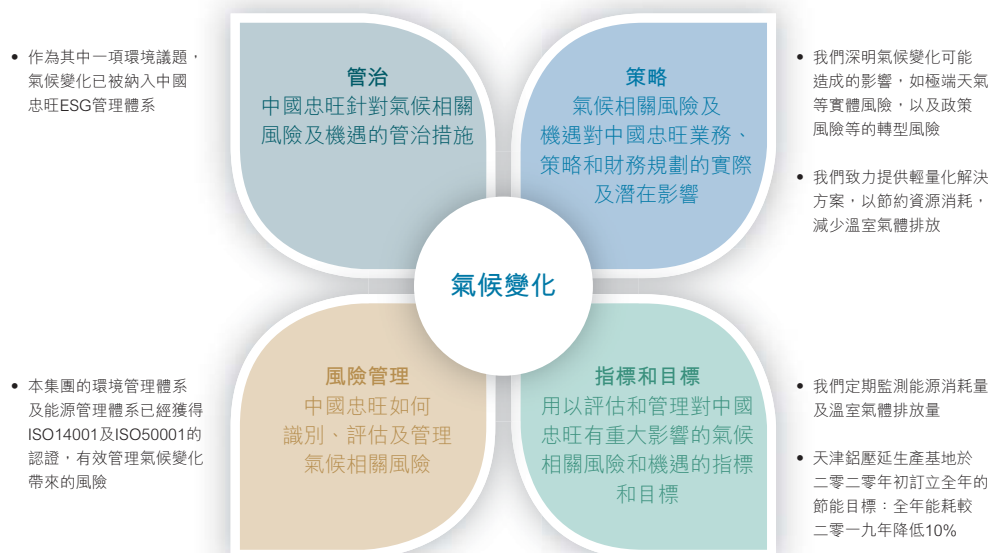 • 作為其中一項環境議題，
氣候變化已被納入中國
忠旺ESG管理體系
管治
中國忠旺針對氣候相關
風險及機遇的管治措施
策略
氣候相關風險及
機遇對中國忠旺業務、
策略和財務規劃的實際
及潛在影響
• 我們深明氣候變化可能
造成的影響，如極端天氣
等實體風險，以及政策
風險等的轉型風險
• 我們致力提供輕量化解決
方案，以節約資源消耗，
減少溫室氣體排放
氣候變化
• 本集團的環境管理體系
及能源管理體系已經獲得
ISO14001及ISO50001的
認證，有效管理氣候變化
帶來的風險
風險管理
中國忠旺如何
識別、評估及管理
氣候相關風險
指標和目標
用以評估和管理對中國
忠旺有重大影響的氣候
相關風險和機遇的指標
和目標
• 我們定期監測能源消耗量
及溫室氣體排放量
• 天津鋁壓延生產基地於
二零二零年初訂立全年的
節能目標：全年能耗較
二零一九年降低10%